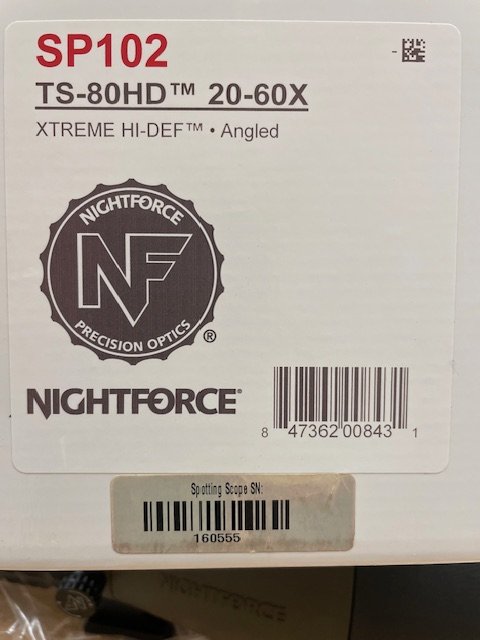 SP102
TS-80HD™ 20-60X
XTREME HI-DEF™ • Angled
NIGHTFORCE
NF
PRECISION OPTICS
®
NIGHTFORCE®
8 47362 00843 1
Spotting Scope SN:
160555
NIGHTFORCE